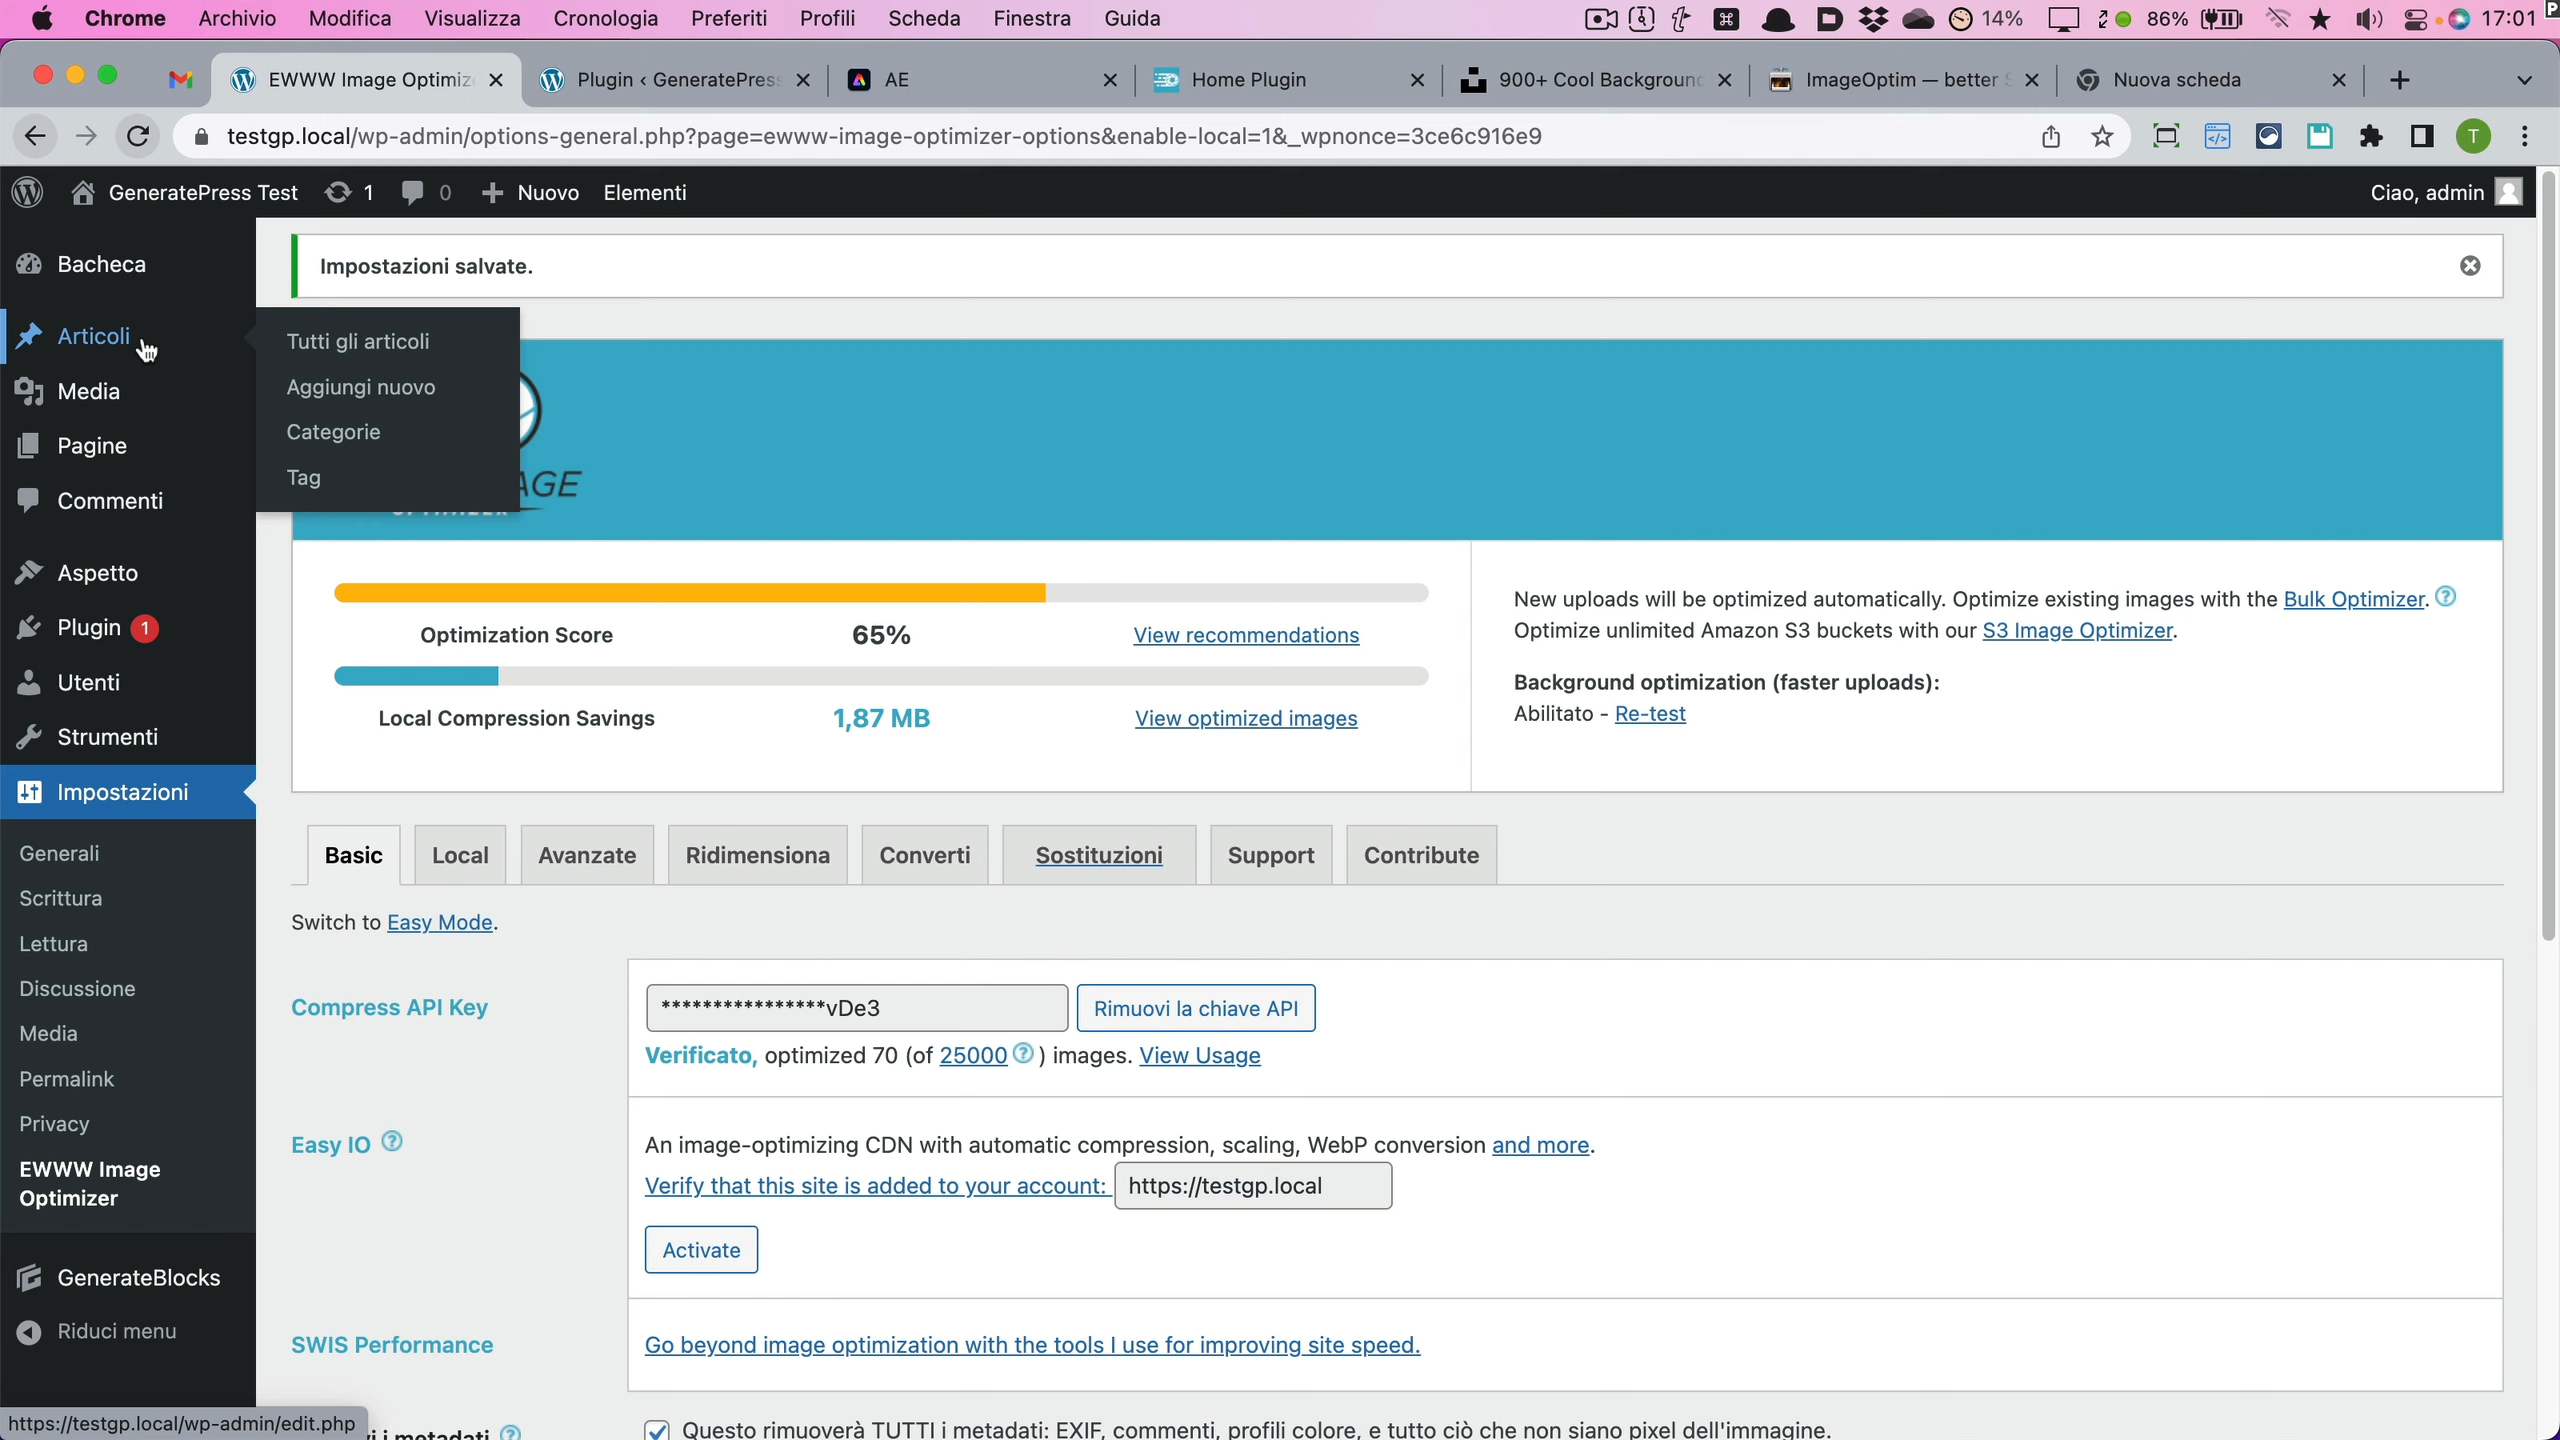 Chrome Archivio Modifica Visualizza Cronologia Preferiti Profili Scheda Finestra Guida 14% 86% 17:01
EWWW Image Optimiz Plugin ‹ GeneratePress AE Home Plugin 900+ Cool Background ImageOptim — better S Nuova scheda
testgp.local/wp-admin/options-general.php?page=ewww-image-optimizer-options&enable-local=1&_wpnonce=3ce6c916e9 T
GeneratePress Test 1 0 Nuovo Elementi Ciao, admin
Bacheca
Impostazioni salvate.
Articoli
Tutti gli articoli
Aggiungi nuovo
Categorie
Tag
AGE
Media
Pagine
Commenti
Aspetto
Plugin 1
Utenti
Strumenti
Impostazioni
Generali
Scrittura
Lettura
Discussione
Media
Permalink
Privacy
EWWW Image
Optimizer
GenerateBlocks
Riduci menu
Optimization Score 65% View recommendations
Local Compression Savings 1,87 MB View optimized images
New uploads will be optimized automatically. Optimize existing images with the Bulk Optimizer.
Optimize unlimited Amazon S3 buckets with our S3 Image Optimizer.
Background optimization (faster uploads):
Abilitato - Re-test
Basic Local Avanzate Ridimensiona Converti Sostituzioni Support Contribute
Switch to Easy Mode.
Compress API Key ****************vDe3 Rimuovi la chiave API
Verificato, optimized 70 (of 25000 ) images. View Usage
Easy IO An image-optimizing CDN with automatic compression, scaling, WebP conversion and more.
Verify that this site is added to your account: https://testgp.local
Activate
SWIS Performance Go beyond image optimization with the tools I use for improving site speed.
i metadati Questo rimuoverà TUTTI i metadati: EXIF, commenti, profili colore, e tutto ciò che non siano pixel dell'immagine.
https://testgp.local/wp-admin/edit.php